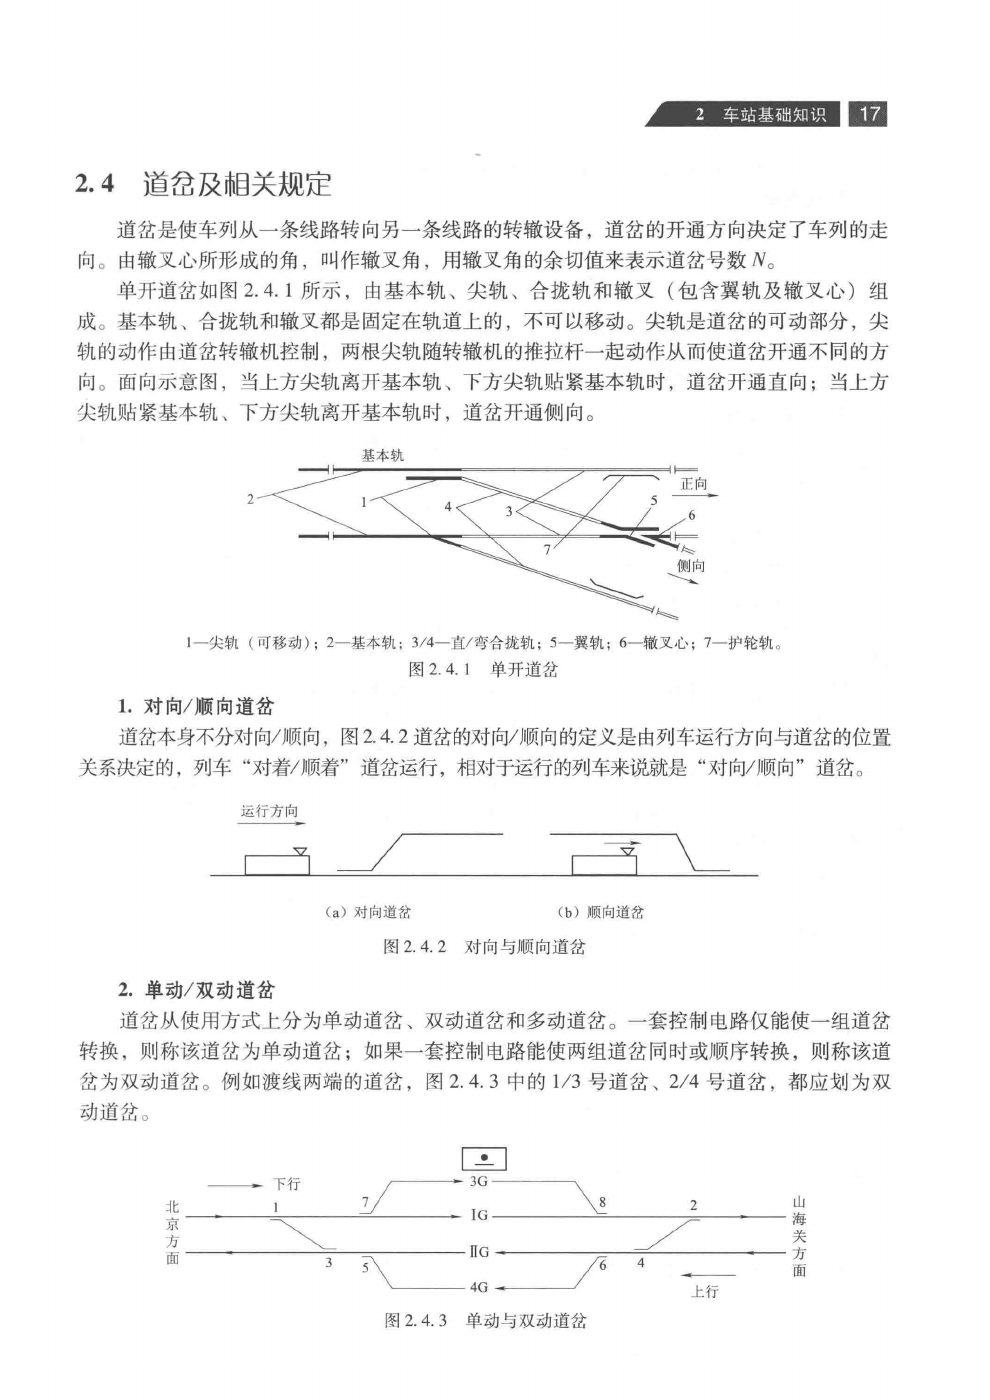 2 车站基础知识 17
2.4 道岔及相关规定
道岔是使车列从一条线路转向另一条线路的转辙设备，道岔的开通方向决定了车列的走
向。由辙叉心所形成的角，叫作辙叉角，用辙叉角的余切值来表示道岔号数 N。
单开道岔如图 2.4.1 所示，由基本轨、尖轨、合拢轨和辙叉（包含翼轨及辙叉心）组
成。基本轨、合拢轨和辙叉都是固定在轨道上的，不可以移动。尖轨是道岔的可动部分，尖
轨的动作由道岔转辙机控制，两根尖轨随转辙机的推拉杆一起动作从而使道岔开通不同的方
向。面向示意图，当上方尖轨离开基本轨、下方尖轨贴紧基本轨时，道岔开通直向；当上方
尖轨贴紧基本轨、下方尖轨离开基本轨时，道岔开通侧向。
基本轨
正向
2
1
4
3
5
6
7
侧向
1—尖轨（可移动）；2—基本轨；3/4—直/弯合拢轨；5—翼轨；6—辙叉心；7—护轮轨。
图 2.4.1 单开道岔
1. 对向/顺向道岔
道岔本身不分对向/顺向，图2.4.2道岔的对向/顺向的定义是由列车运行方向与道岔的位置
关系决定的，列车“对着/顺着”道岔运行，相对于运行的列车来说就是“对向/顺向”道岔。
运行方向
（a）对向道岔 （b）顺向道岔
图 2.4.2 对向与顺向道岔
2. 单动/双动道岔
道岔从使用方式上分为单动道岔、双动道岔和多动道岔。一套控制电路仅能使一组道岔
转换，则称该道岔为单动道岔；如果一套控制电路能使两组道岔同时或顺序转换，则称该道
岔为双动道岔。例如渡线两端的道岔，图 2.4.3 中的 1/3 号道岔、2/4 号道岔，都应划为双
动道岔。
下行
3G
北京方面
1
7
IG
8
2
山海关方面
3
5
ⅡG
6
4
4G
上行
图 2.4.3 单动与双动道岔